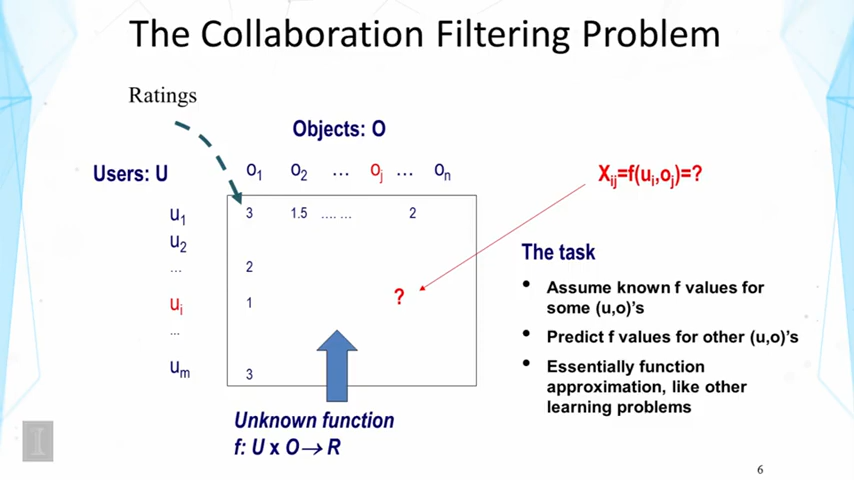 The Collaboration Filtering Problem
Ratings
Objects: O
Users: U
o1 o2 … oj … on
Xij=f(ui,oj)=?
u1 3 1.5 .... ... 2
u2
... 2
ui 1 ?
...
um 3
The task
• Assume known f values for
some (u,o)'s
• Predict f values for other (u,o)'s
• Essentially function
approximation, like other
learning problems
Unknown function
f: U x O→ R
I
6